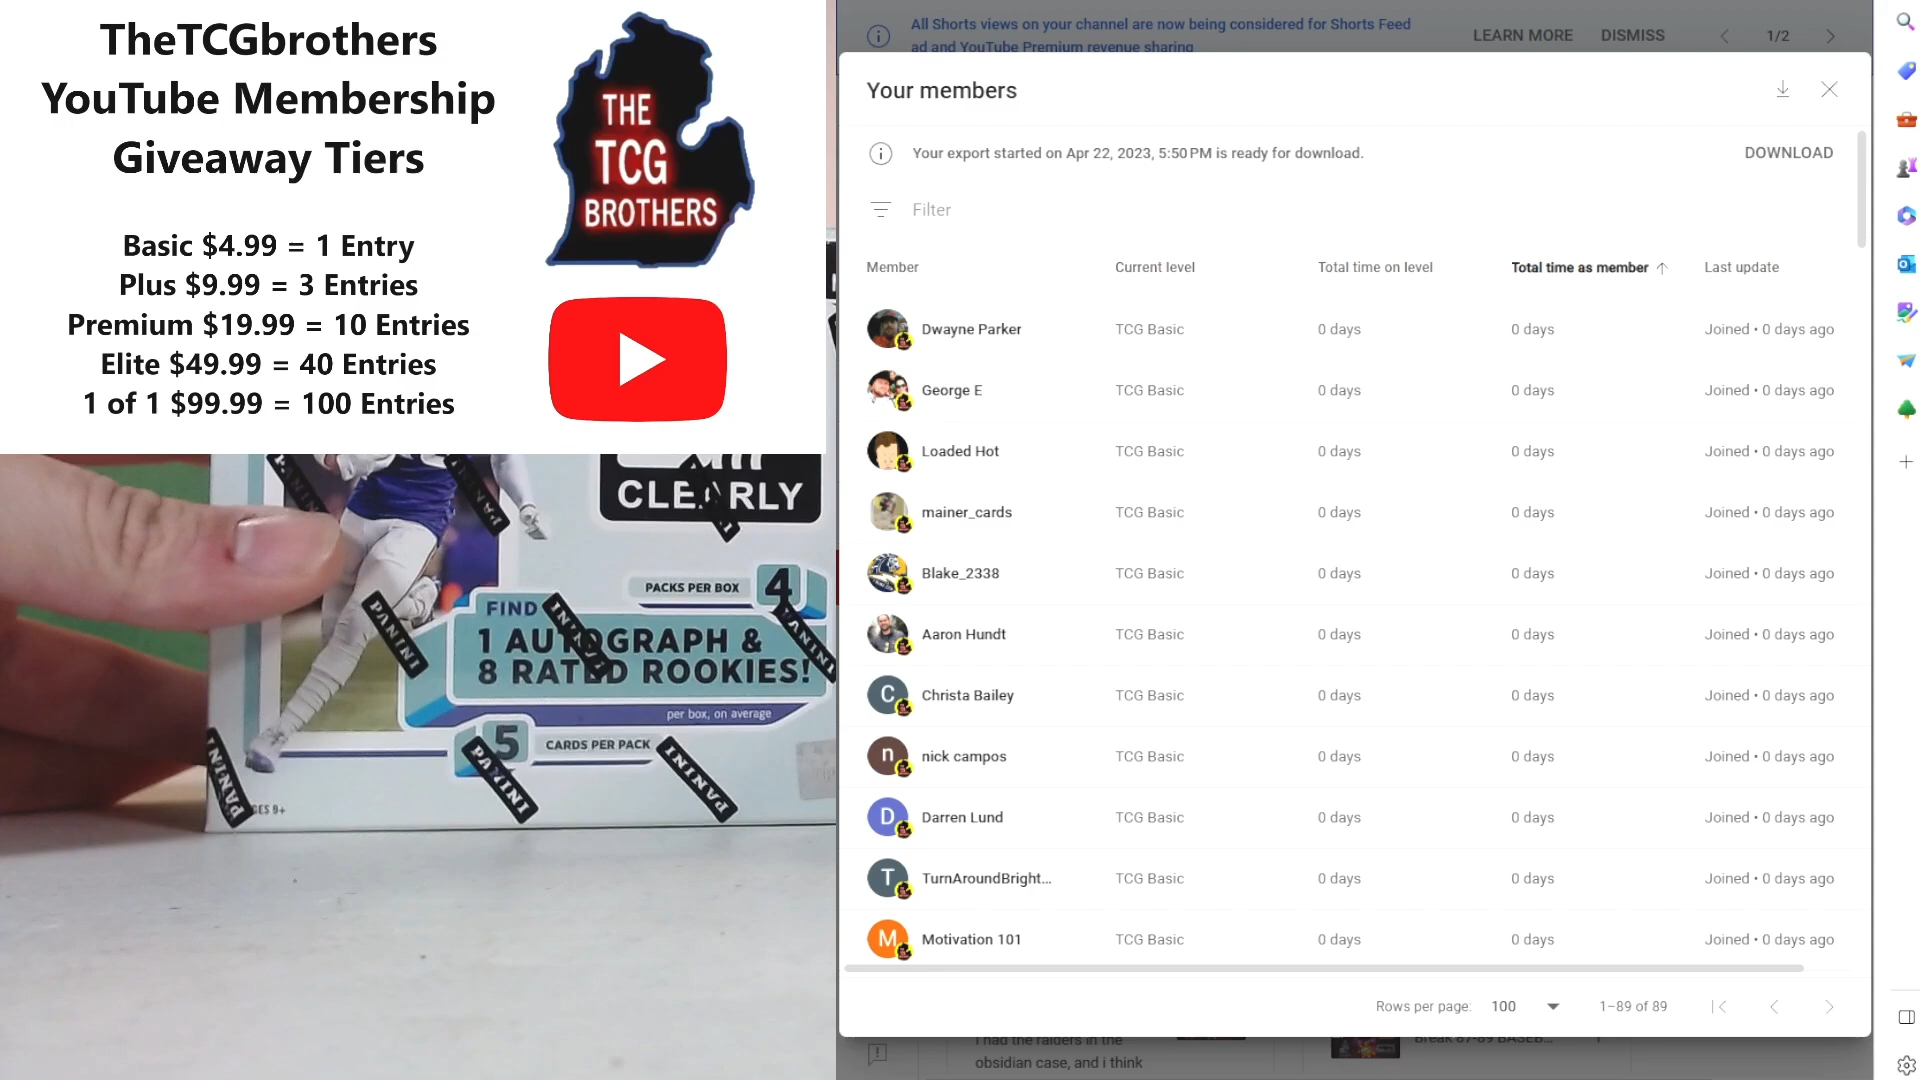 TheTCGbrothers
YouTube Membership
Giveaway Tiers
Basic $4.99 = 1 Entry
Plus $9.99 = 3 Entries
Premium $19.99 = 10 Entries
Elite $49.99 = 40 Entries
1 of 1 $99.99 = 100 Entries
THE
TCG
BROTHERS
CLEARLY
PACKS PER BOX 4
FIND
1 AUTOGRAPH &
8 RATED ROOKIES!
per box, on average
5 CARDS PER PACK
PANINI
PANINI
PANINI
PANINI
PANINI
All Shorts views on your channel are now being considered for Shorts Feed
ad and YouTube Premium revenue sharing
LEARN MORE DISMISS 1/2
Your members
Your export started on Apr 22, 2023, 5:50 PM is ready for download. DOWNLOAD
Filter
Member Current level Total time on level Total time as member Last update
Dwayne Parker TCG Basic 0 days 0 days Joined • 0 days ago
George E TCG Basic 0 days 0 days Joined • 0 days ago
Loaded Hot TCG Basic 0 days 0 days Joined • 0 days ago
mainer_cards TCG Basic 0 days 0 days Joined • 0 days ago
Blake_2338 TCG Basic 0 days 0 days Joined • 0 days ago
Aaron Hundt TCG Basic 0 days 0 days Joined • 0 days ago
C Christa Bailey TCG Basic 0 days 0 days Joined • 0 days ago
n nick campos TCG Basic 0 days 0 days Joined • 0 days ago
D Darren Lund TCG Basic 0 days 0 days Joined • 0 days ago
T TurnAroundBright... TCG Basic 0 days 0 days Joined • 0 days ago
M Motivation 101 TCG Basic 0 days 0 days Joined • 0 days ago
Rows per page: 100 1–89 of 89
I had the raiders in the
obsidian case, and i think